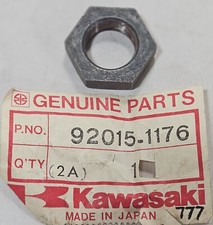 GENUINE PARTS
P.NO. 92015-1176
Q'TY (2A) 1
Kawasaki
MADE IN JAPAN
777